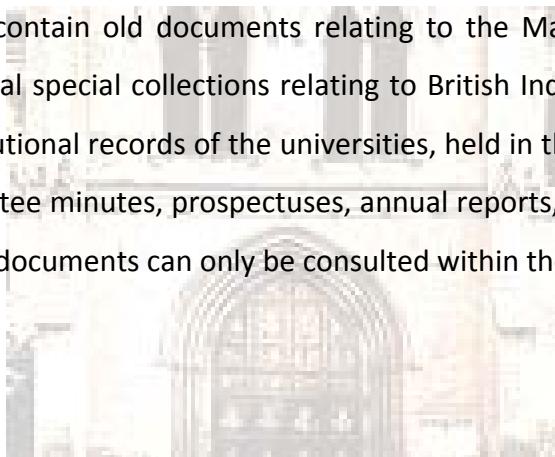 contain old documents relating to the Ma
al special collections relating to British Ind
utional records of the universities, held in th
tee minutes, prospectuses, annual reports,
documents can only be consulted within the